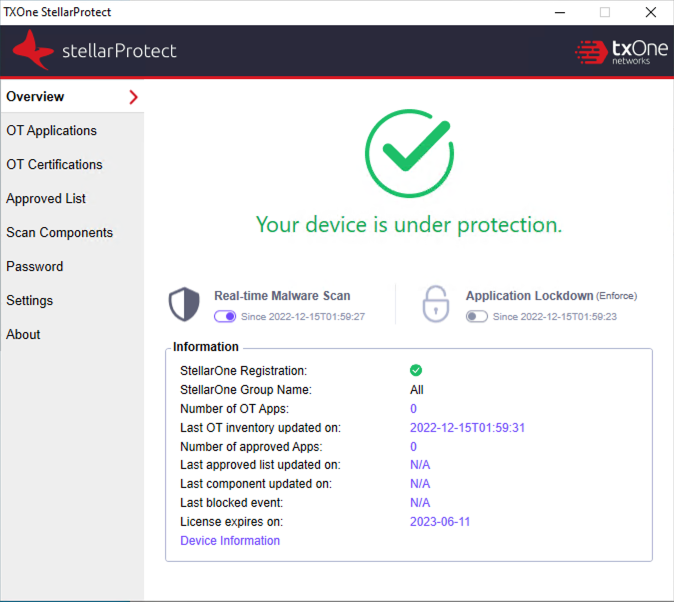 TXOne StellarProtect
stellarProtect
txOne
networks
Overview
OT Applications
OT Certifications
Approved List
Scan Components
Password
Settings
About
Your device is under protection.
Real-time Malware Scan
Since 2022-12-15T01:59:27
Application Lockdown (Enforce)
Since 2022-12-15T01:59:23
Information
StellarOne Registration:
StellarOne Group Name: All
Number of OT Apps: 0
Last OT inventory updated on: 2022-12-15T01:59:31
Number of approved Apps: 0
Last approved list updated on: N/A
Last component updated on: N/A
Last blocked event: N/A
License expires on: 2023-06-11
Device Information